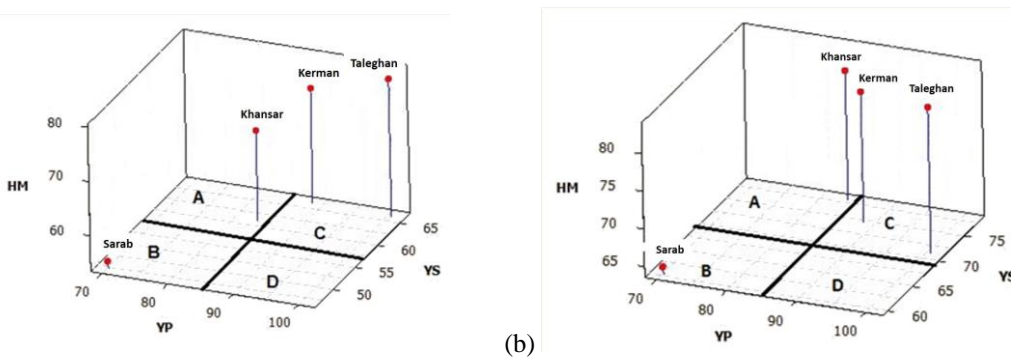 Taleghan
Kerman
Khansar
80
70
HM
60
A
C
65
60
Sarab
B
55
YS
D
50
70
80
90
100
YP
(b)
Khansar
Kerman
Taleghan
80
75
HM
70
A
C
75
Sarab
65
B
70
YS
D
65
60
70
80
90
100
YP